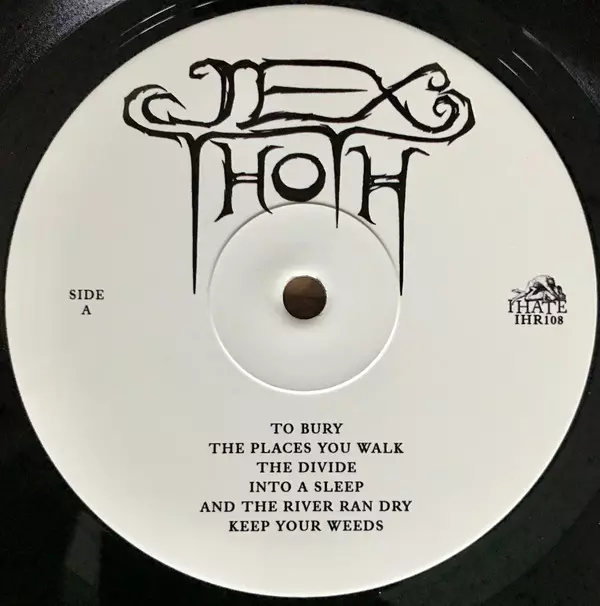 JEX
THOTH
SIDE
A
I HATE
IHR108
TO BURY
THE PLACES YOU WALK
THE DIVIDE
INTO A SLEEP
AND THE RIVER RAN DRY
KEEP YOUR WEEDS